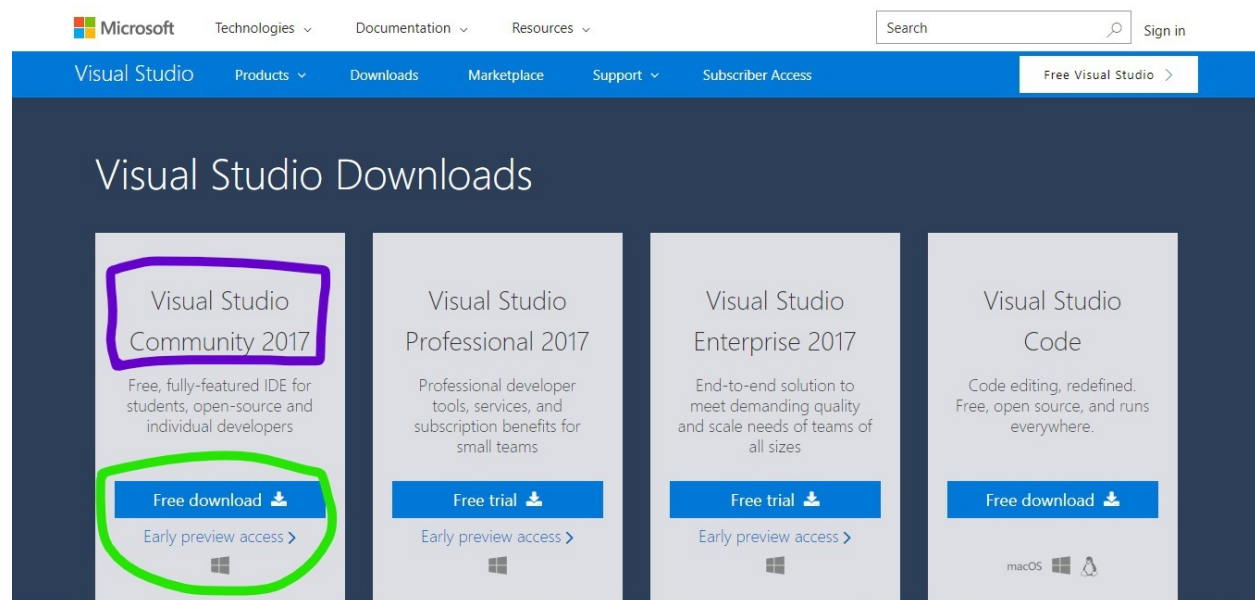 Microsoft Technologies Documentation Resources Search Sign in
Visual Studio Products Downloads Marketplace Support Subscriber Access Free Visual Studio
Visual Studio Downloads
Visual Studio
Community 2017
Free, fully-featured IDE for
students, open-source and
individual developers
Free download
Early preview access
Visual Studio
Professional 2017
Professional developer
tools, services, and
subscription benefits for
small teams
Free trial
Early preview access
Visual Studio
Enterprise 2017
End-to-end solution to
meet demanding quality
and scale needs of teams of
all sizes
Free trial
Early preview access
Visual Studio
Code
Code editing, redefined.
Free, open source, and runs
everywhere.
Free download
macOS